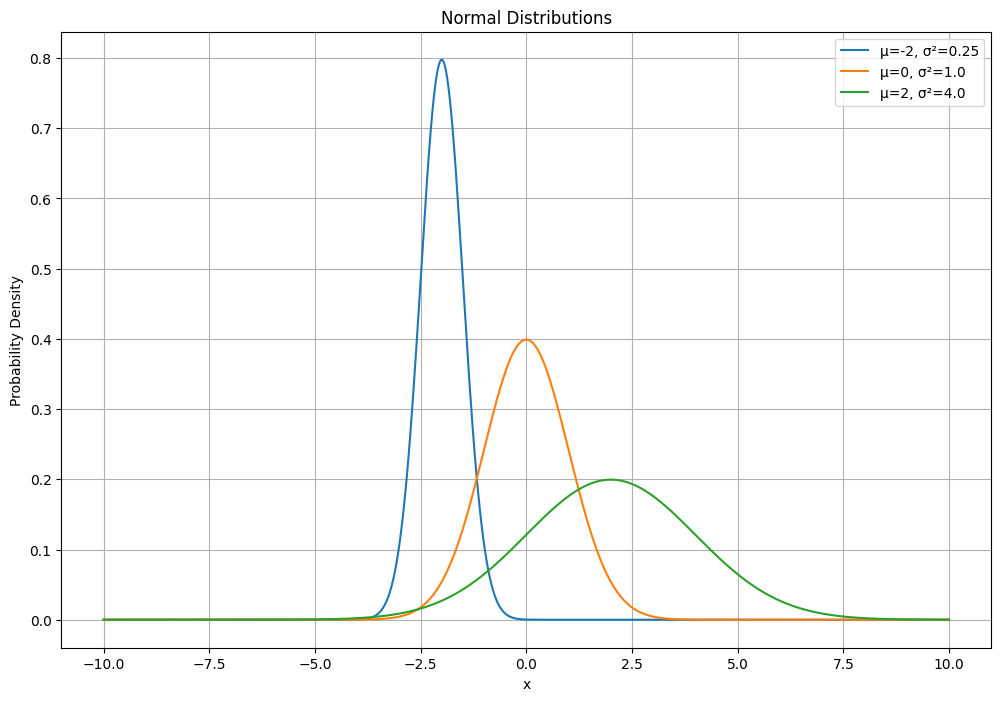 Normal Distributions
μ=-2, σ²=0.25
μ=0, σ²=1.0
μ=2, σ²=4.0
Probability Density
0.8
0.7
0.6
0.5
0.4
0.3
0.2
0.1
0.0
−10.0 −7.5 −5.0 −2.5 0.0 2.5 5.0 7.5 10.0
x